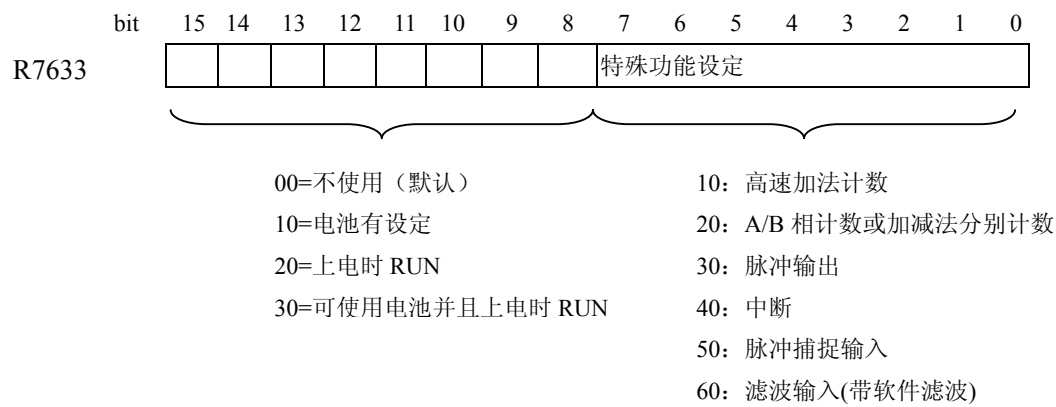 bit 15 14 13 12 11 10 9 8 7 6 5 4 3 2 1 0
R7633 特殊功能设定
00=不使用（默认）
10=电池有设定
20=上电时 RUN
30=可使用电池并且上电时 RUN
10：高速加法计数
20：A/B 相计数或加减法分别计数
30：脉冲输出
40：中断
50：脉冲捕捉输入
60：滤波输入(带软件滤波)